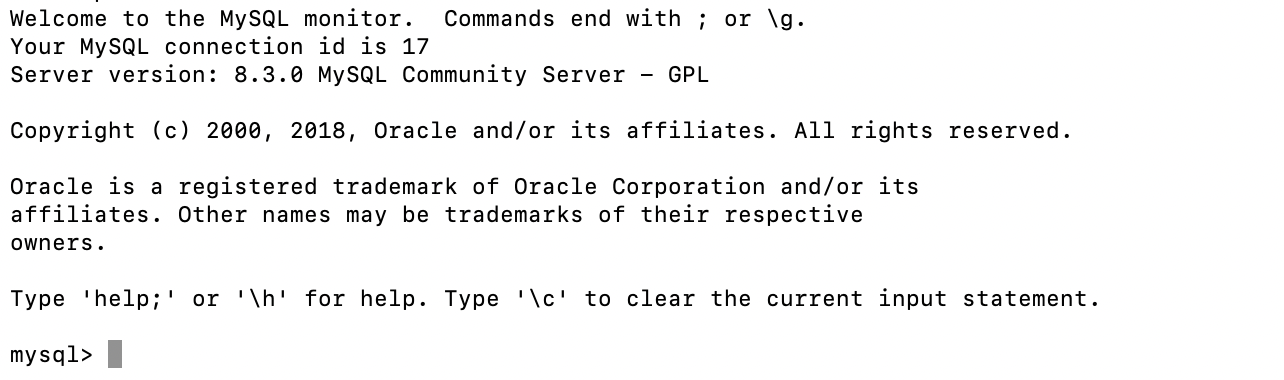 Welcome to the MySQL monitor.  Commands end with ; or \g.
Your MySQL connection id is 17
Server version: 8.3.0 MySQL Community Server - GPL
Copyright (c) 2000, 2018, Oracle and/or its affiliates. All rights reserved.
Oracle is a registered trademark of Oracle Corporation and/or its
affiliates. Other names may be trademarks of their respective
owners.
Type 'help;' or '\h' for help. Type '\c' to clear the current input statement.
mysql>